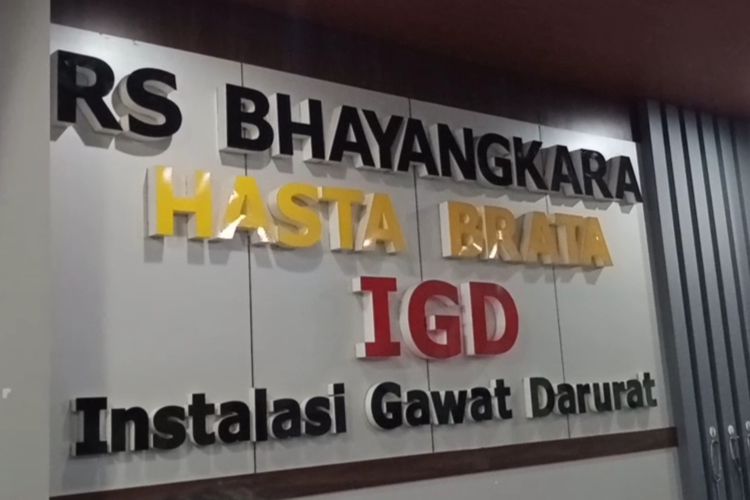 RS BHAYANGKARA
HASTA BRATA
IGD
Instalasi Gawat Darurat